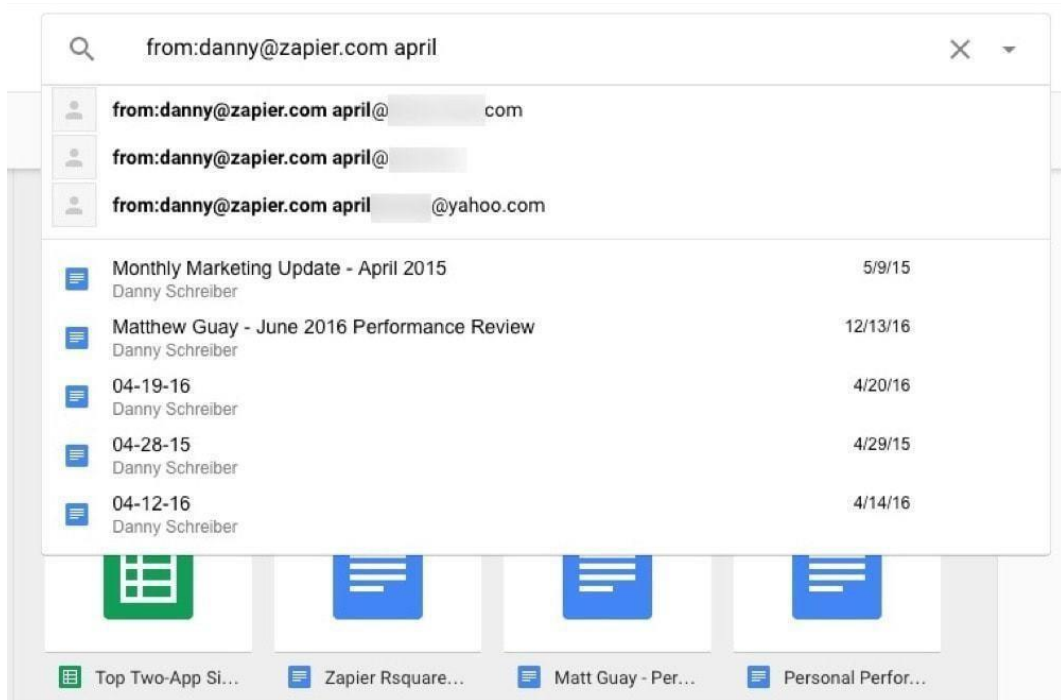 from:danny@zapier.com april
from:danny@zapier.com april@ com
from:danny@zapier.com april@
from:danny@zapier.com april @yahoo.com
Monthly Marketing Update - April 2015 5/9/15
Danny Schreiber
Matthew Guay - June 2016 Performance Review 12/13/16
Danny Schreiber
04-19-16 4/20/16
Danny Schreiber
04-28-15 4/29/15
Danny Schreiber
04-12-16 4/14/16
Danny Schreiber
Top Two-App Si... Zapier Rsquare... Matt Guay - Per... Personal Perfor...